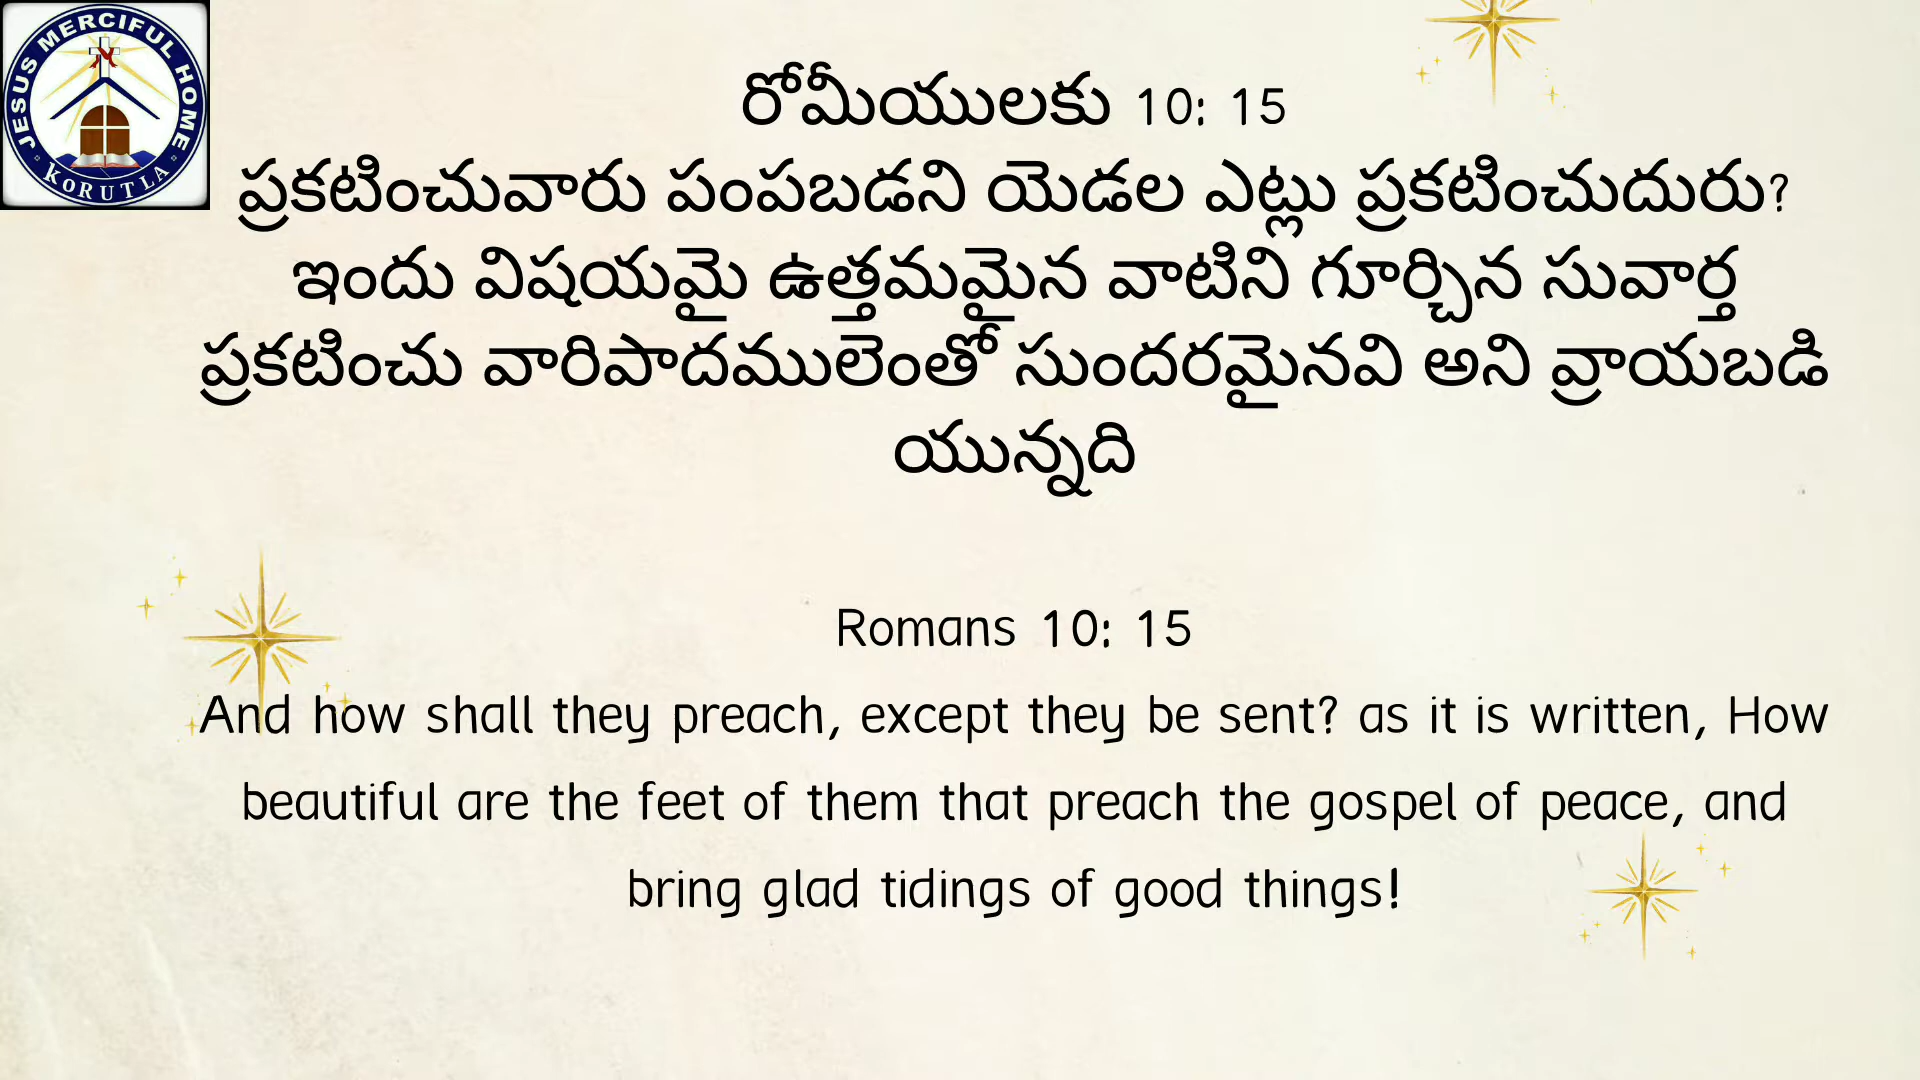 JESUS MERCIFUL HOME
KORUTLA
రోమీయులకు 10: 15
ప్రకటించువారు పంపబడని యెడల ఎట్లు ప్రకటించుదురు?
ఇందు విషయమై ఉత్తమమైన వాటిని గూర్చిన సువార్త
ప్రకటించు వారిపాదములెంతో సుందరమైనవి అని వ్రాయబడి
యున్నది
Romans 10: 15
And how shall they preach, except they be sent? as it is written, How
beautiful are the feet of them that preach the gospel of peace, and
bring glad tidings of good things!